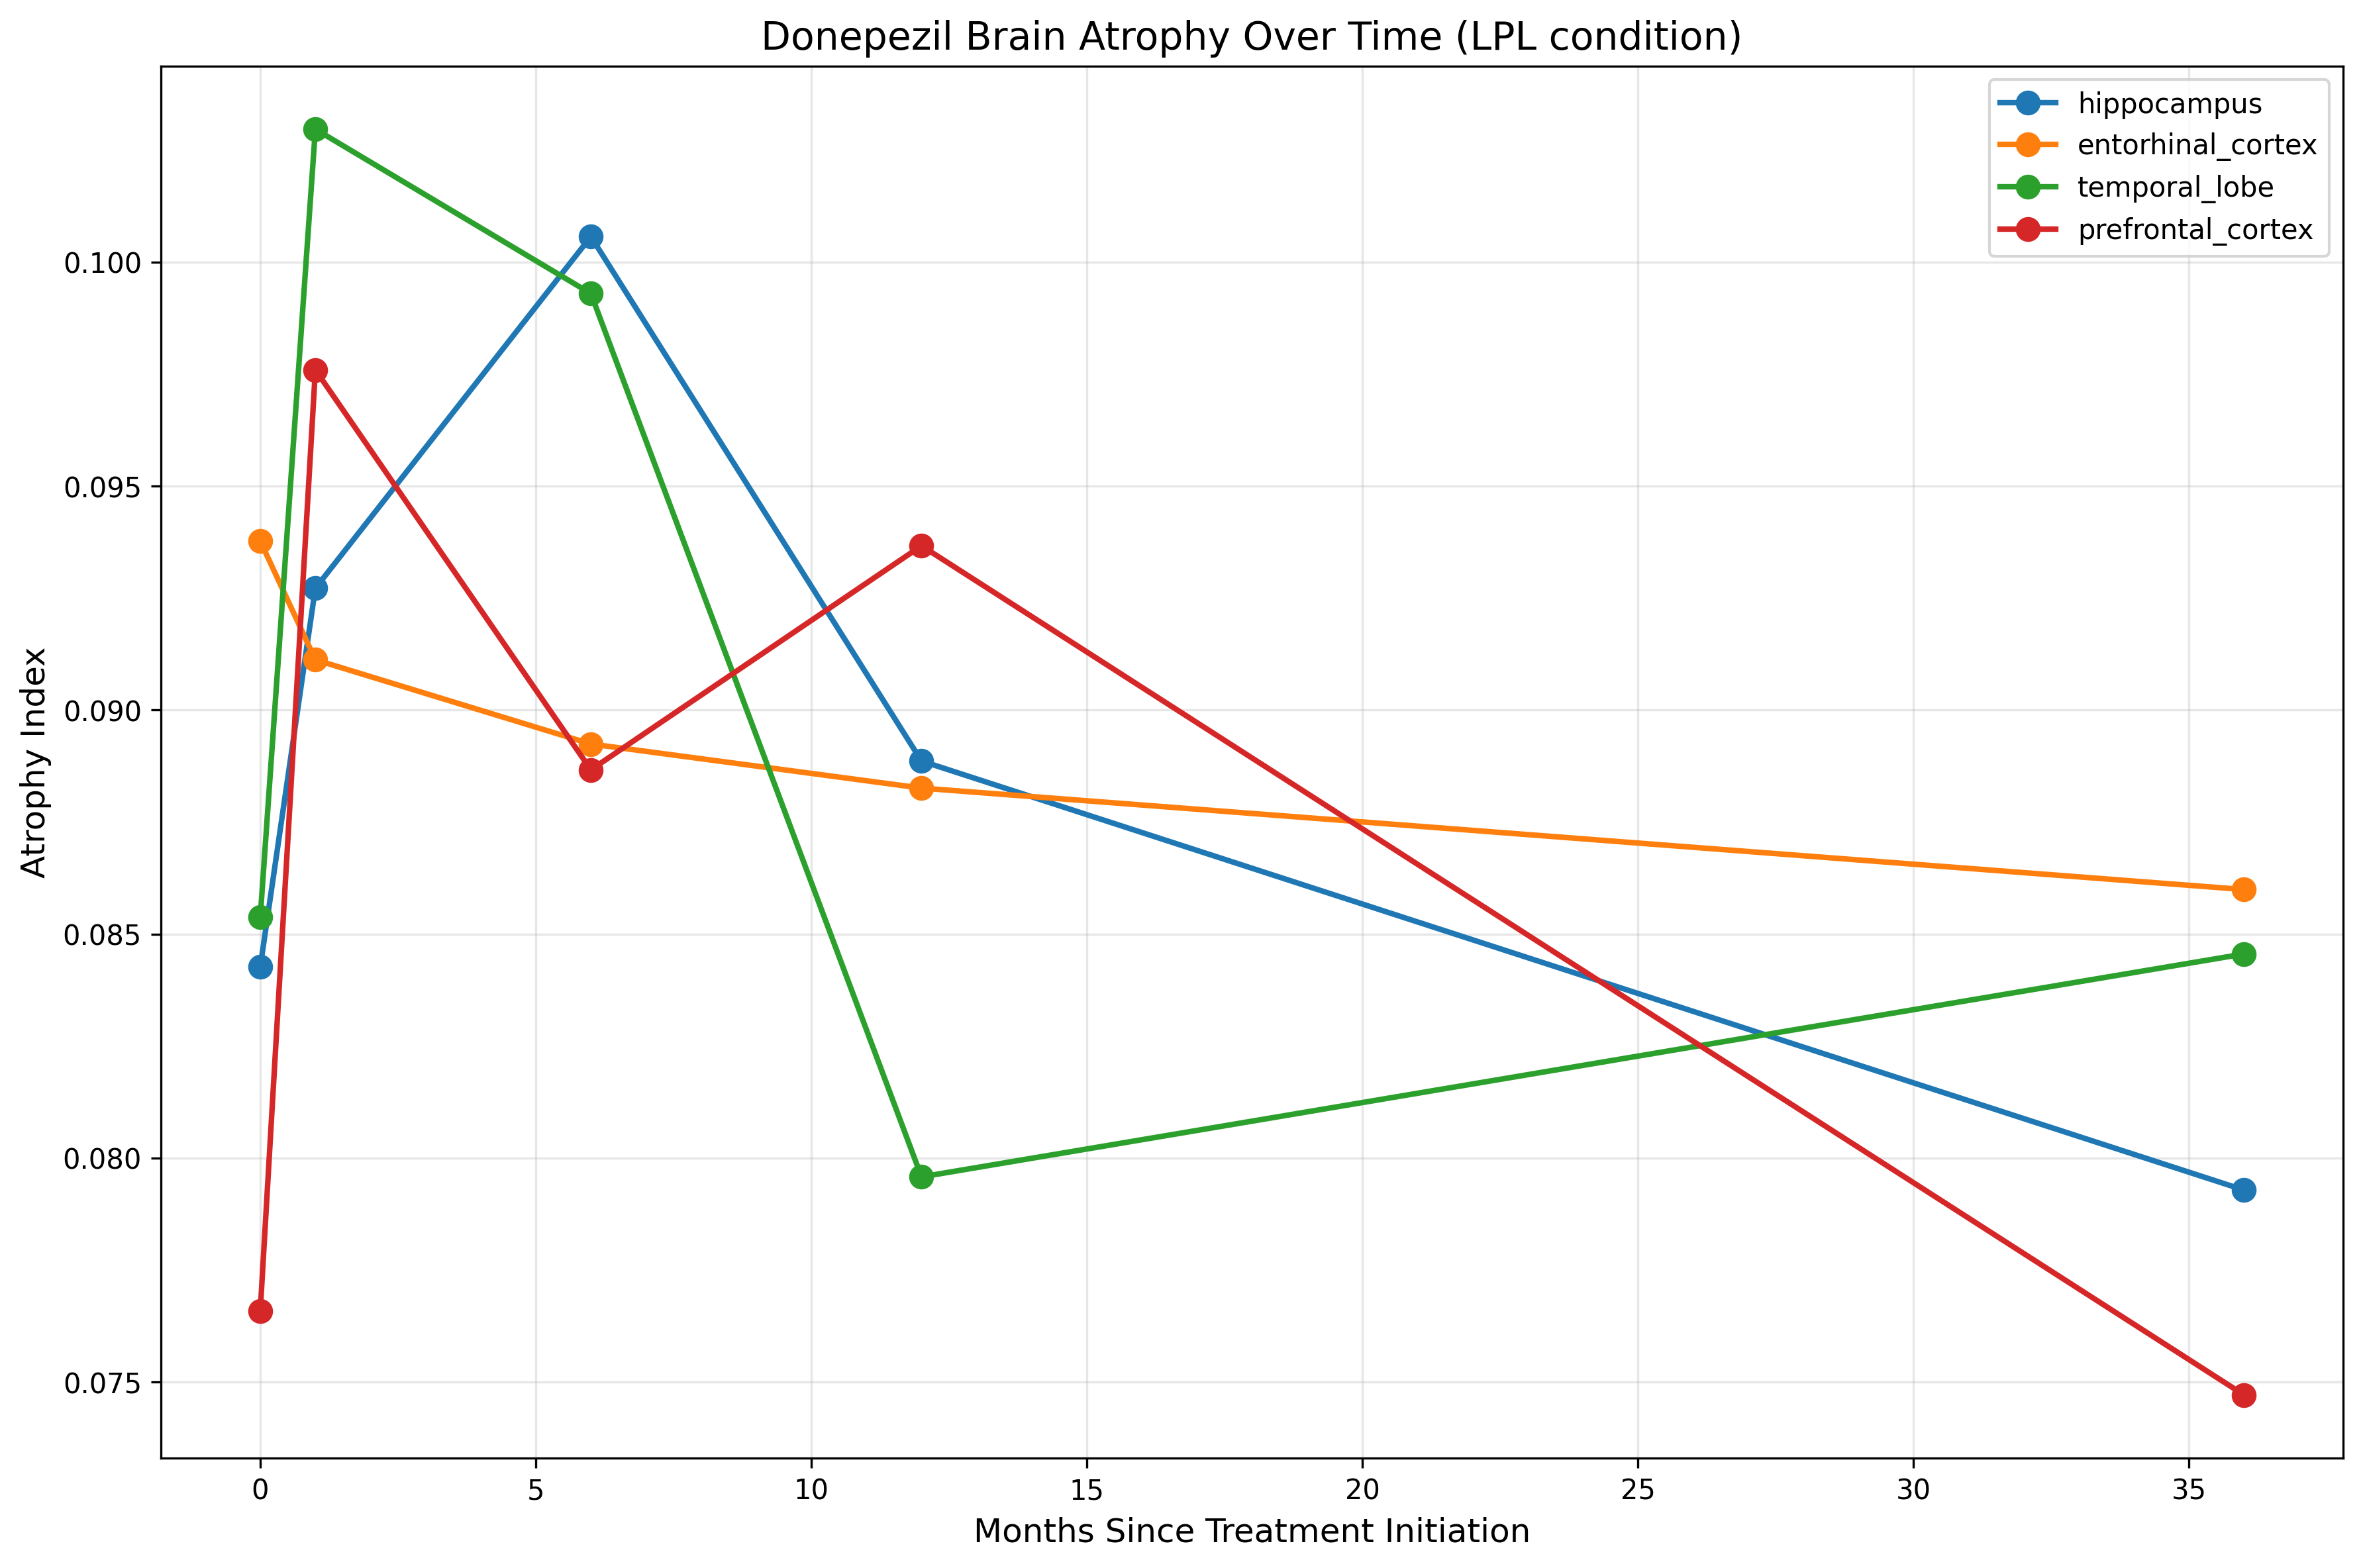 Donepezil Brain Atrophy Over Time (LPL condition)
hippocampus
entorhinal_cortex
temporal_lobe
prefrontal_cortex
Atrophy Index
0.100
0.095
0.090
0.085
0.080
0.075
0 5 10 15 20 25 30 35
Months Since Treatment Initiation